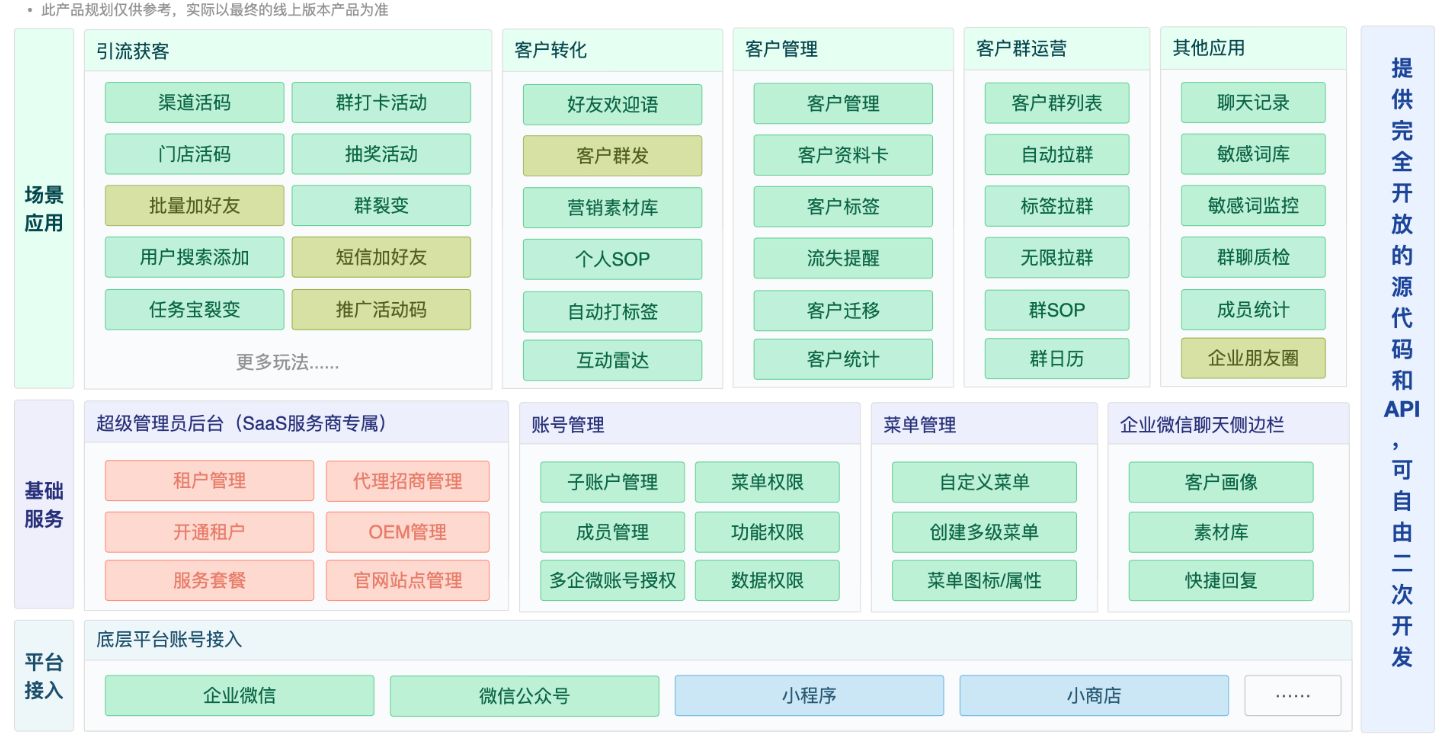 • 此产品规划仅供参考，实际以最终的线上版本产品为准
场景
应用
引流获客
渠道活码
群打卡活动
门店活码
抽奖活动
批量加好友
群裂变
用户搜索添加
短信加好友
任务宝裂变
推广活动码
更多玩法......
客户转化
好友欢迎语
客户群发
营销素材库
个人SOP
自动打标签
互动雷达
客户管理
客户管理
客户资料卡
客户标签
流失提醒
客户迁移
客户统计
客户群运营
客户群列表
自动拉群
标签拉群
无限拉群
群SOP
群日历
其他应用
聊天记录
敏感词库
敏感词监控
群聊质检
成员统计
企业朋友圈
基础
服务
超级管理员后台（SaaS服务商专属）
租户管理
代理招商管理
开通租户
OEM管理
服务套餐
官网站点管理
账号管理
子账户管理
菜单权限
成员管理
功能权限
多企微账号授权
数据权限
菜单管理
自定义菜单
创建多级菜单
菜单图标/属性
企业微信聊天侧边栏
客户画像
素材库
快捷回复
平台
接入
底层平台账号接入
企业微信
微信公众号
小程序
小商店
······
提
供
完
全
开
放
的
源
代
码
和
API
，
可
自
由
二
次
开
发